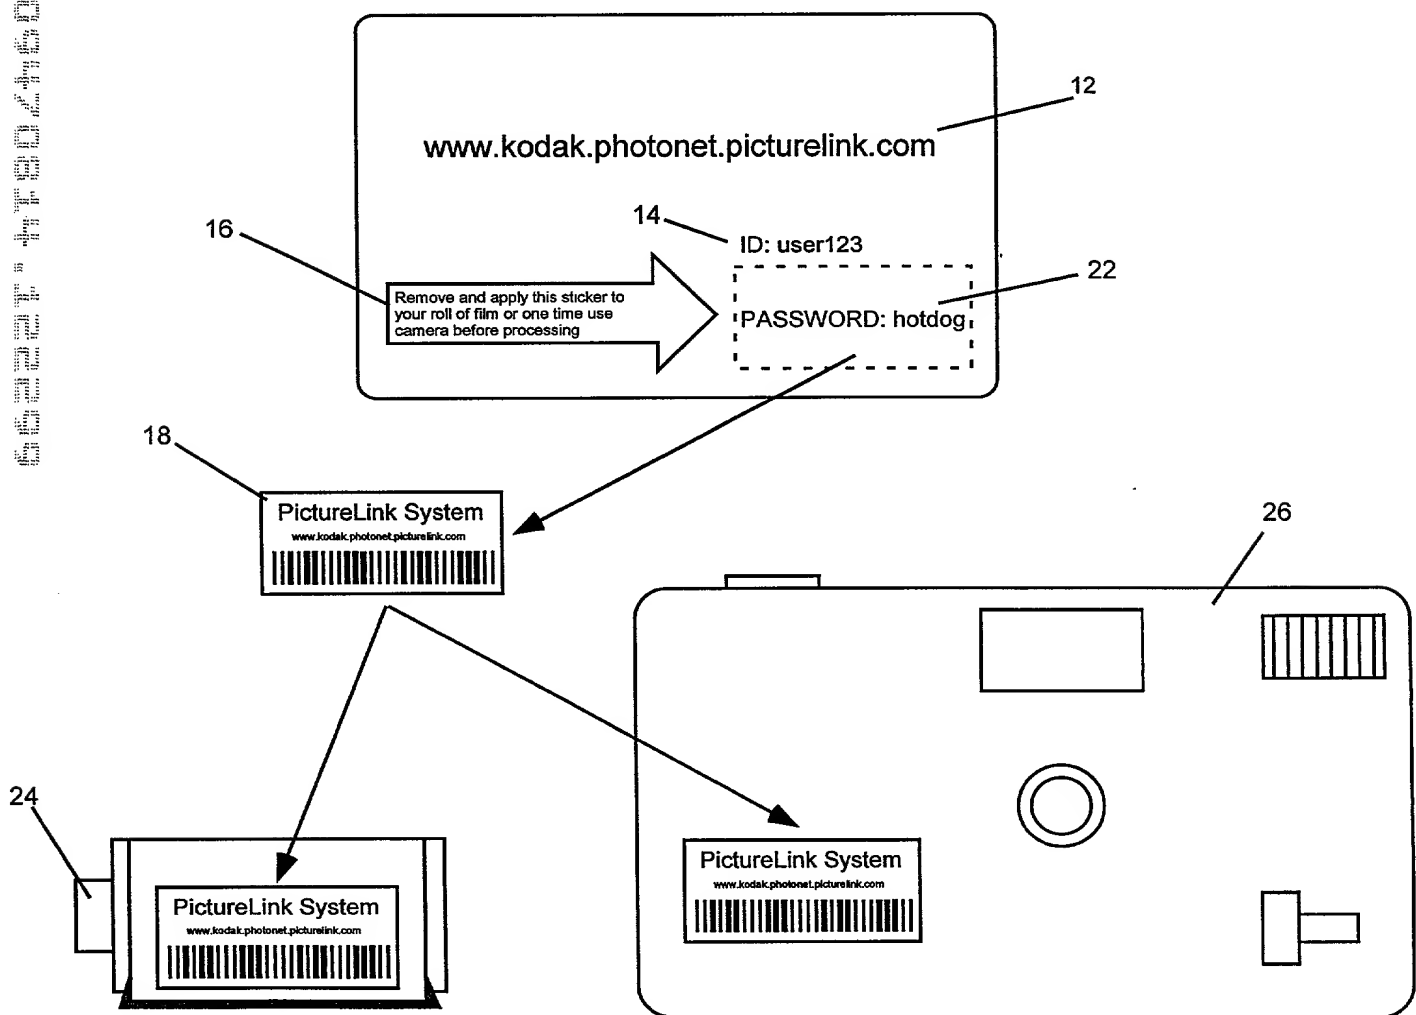 12
www.kodak.photonet.picturelink.com
14
16
ID: user123
22
Remove and apply this sticker to
your roll of film or one time use
camera before processing
PASSWORD: hotdog
18
PictureLink System
www.kodak.photonet.picturelink.com
26
24
PictureLink System
www.kodak.photonet.picturelink.com
PictureLink System
www.kodak.photonet.picturelink.com